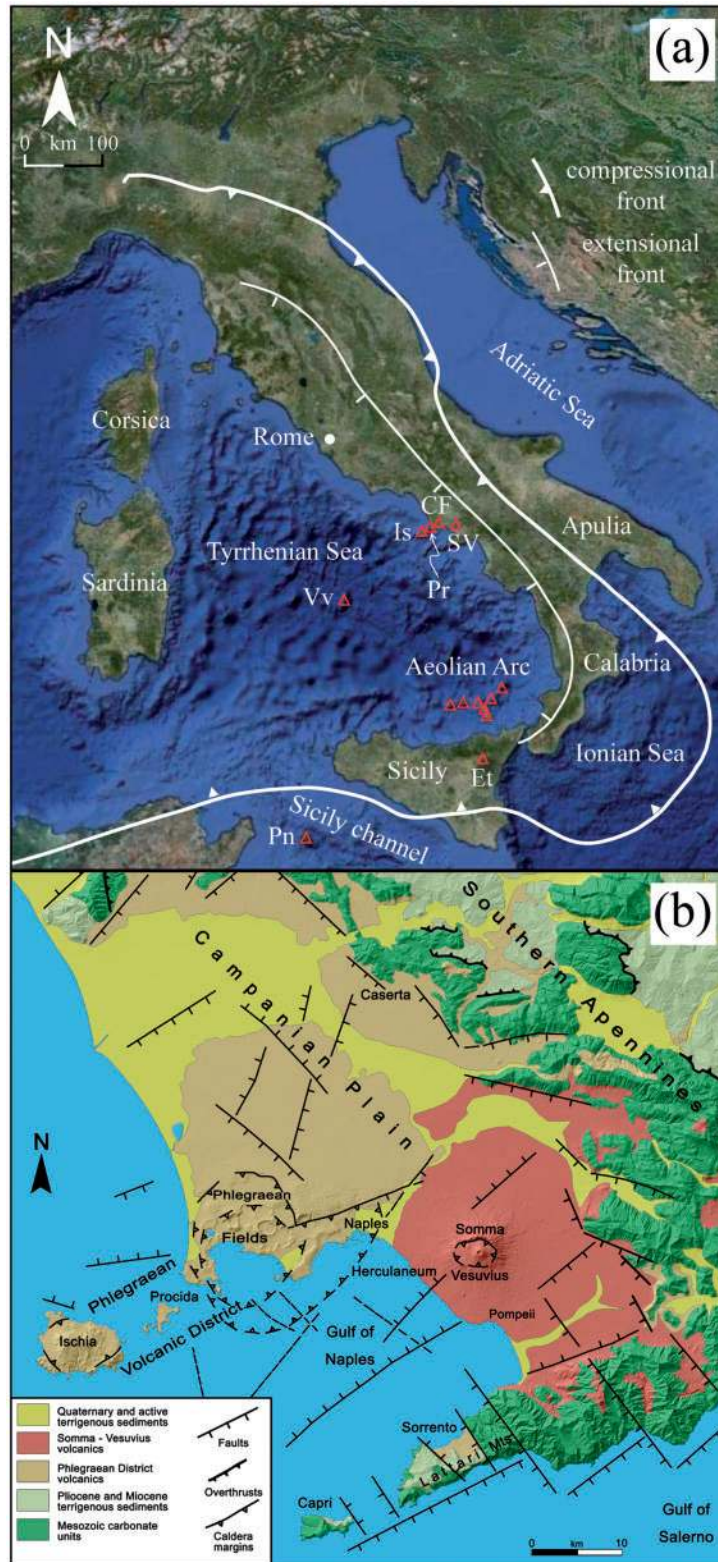 (a)
N
0 km 100
compressional
front
extensional
front
Adriatic Sea
Corsica
Rome
CF
Is
SV
Apulia
Tyrrhenian Sea
Sardinia
Pr
Vv
Aeolian Arc
Calabria
Ionian Sea
Sicily
Et
Sicily channel
Pn
(b)
Southern Apennines
Campanian Plain
Caserta
N
Phlegraean
Fields
Naples
Somma
Vesuvius
Herculaneum
Phlegraean
Volcanic District
Procida
Ischia
Pompeii
Gulf of
Naples
Sorrento
Lattari Mts
Capri
Gulf of
Salerno
Quaternary and active
terrigenous sediments
Somma - Vesuvius
volcanics
Phlegraean District
volcanics
Pliocene and Miocene
terrigenous sediments
Mesozoic carbonate
units
Faults
Overthrusts
Caldera
margins
0 km 10